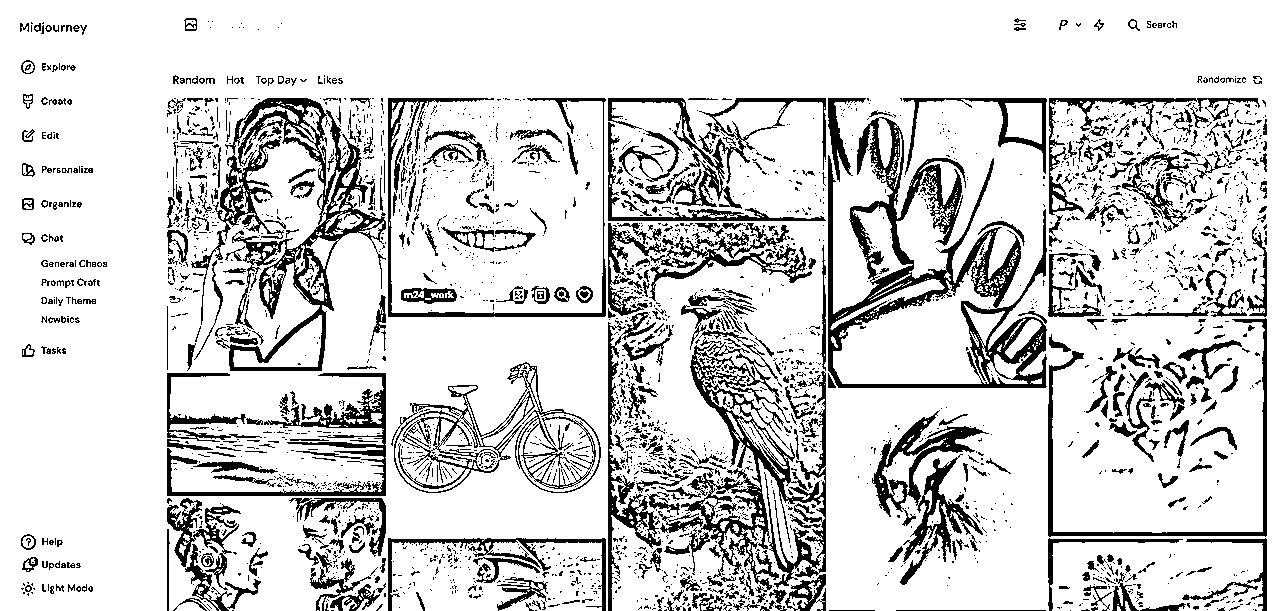 Midjourney
Search
Explore
Create
Edit
Personalize
Organize
Chat
General Chaos
Prompt Craft
Daily Theme
Newbies
Tasks
Help
Updates
Light Mode
Random Hot Top Day Likes
Randomize
m24_work